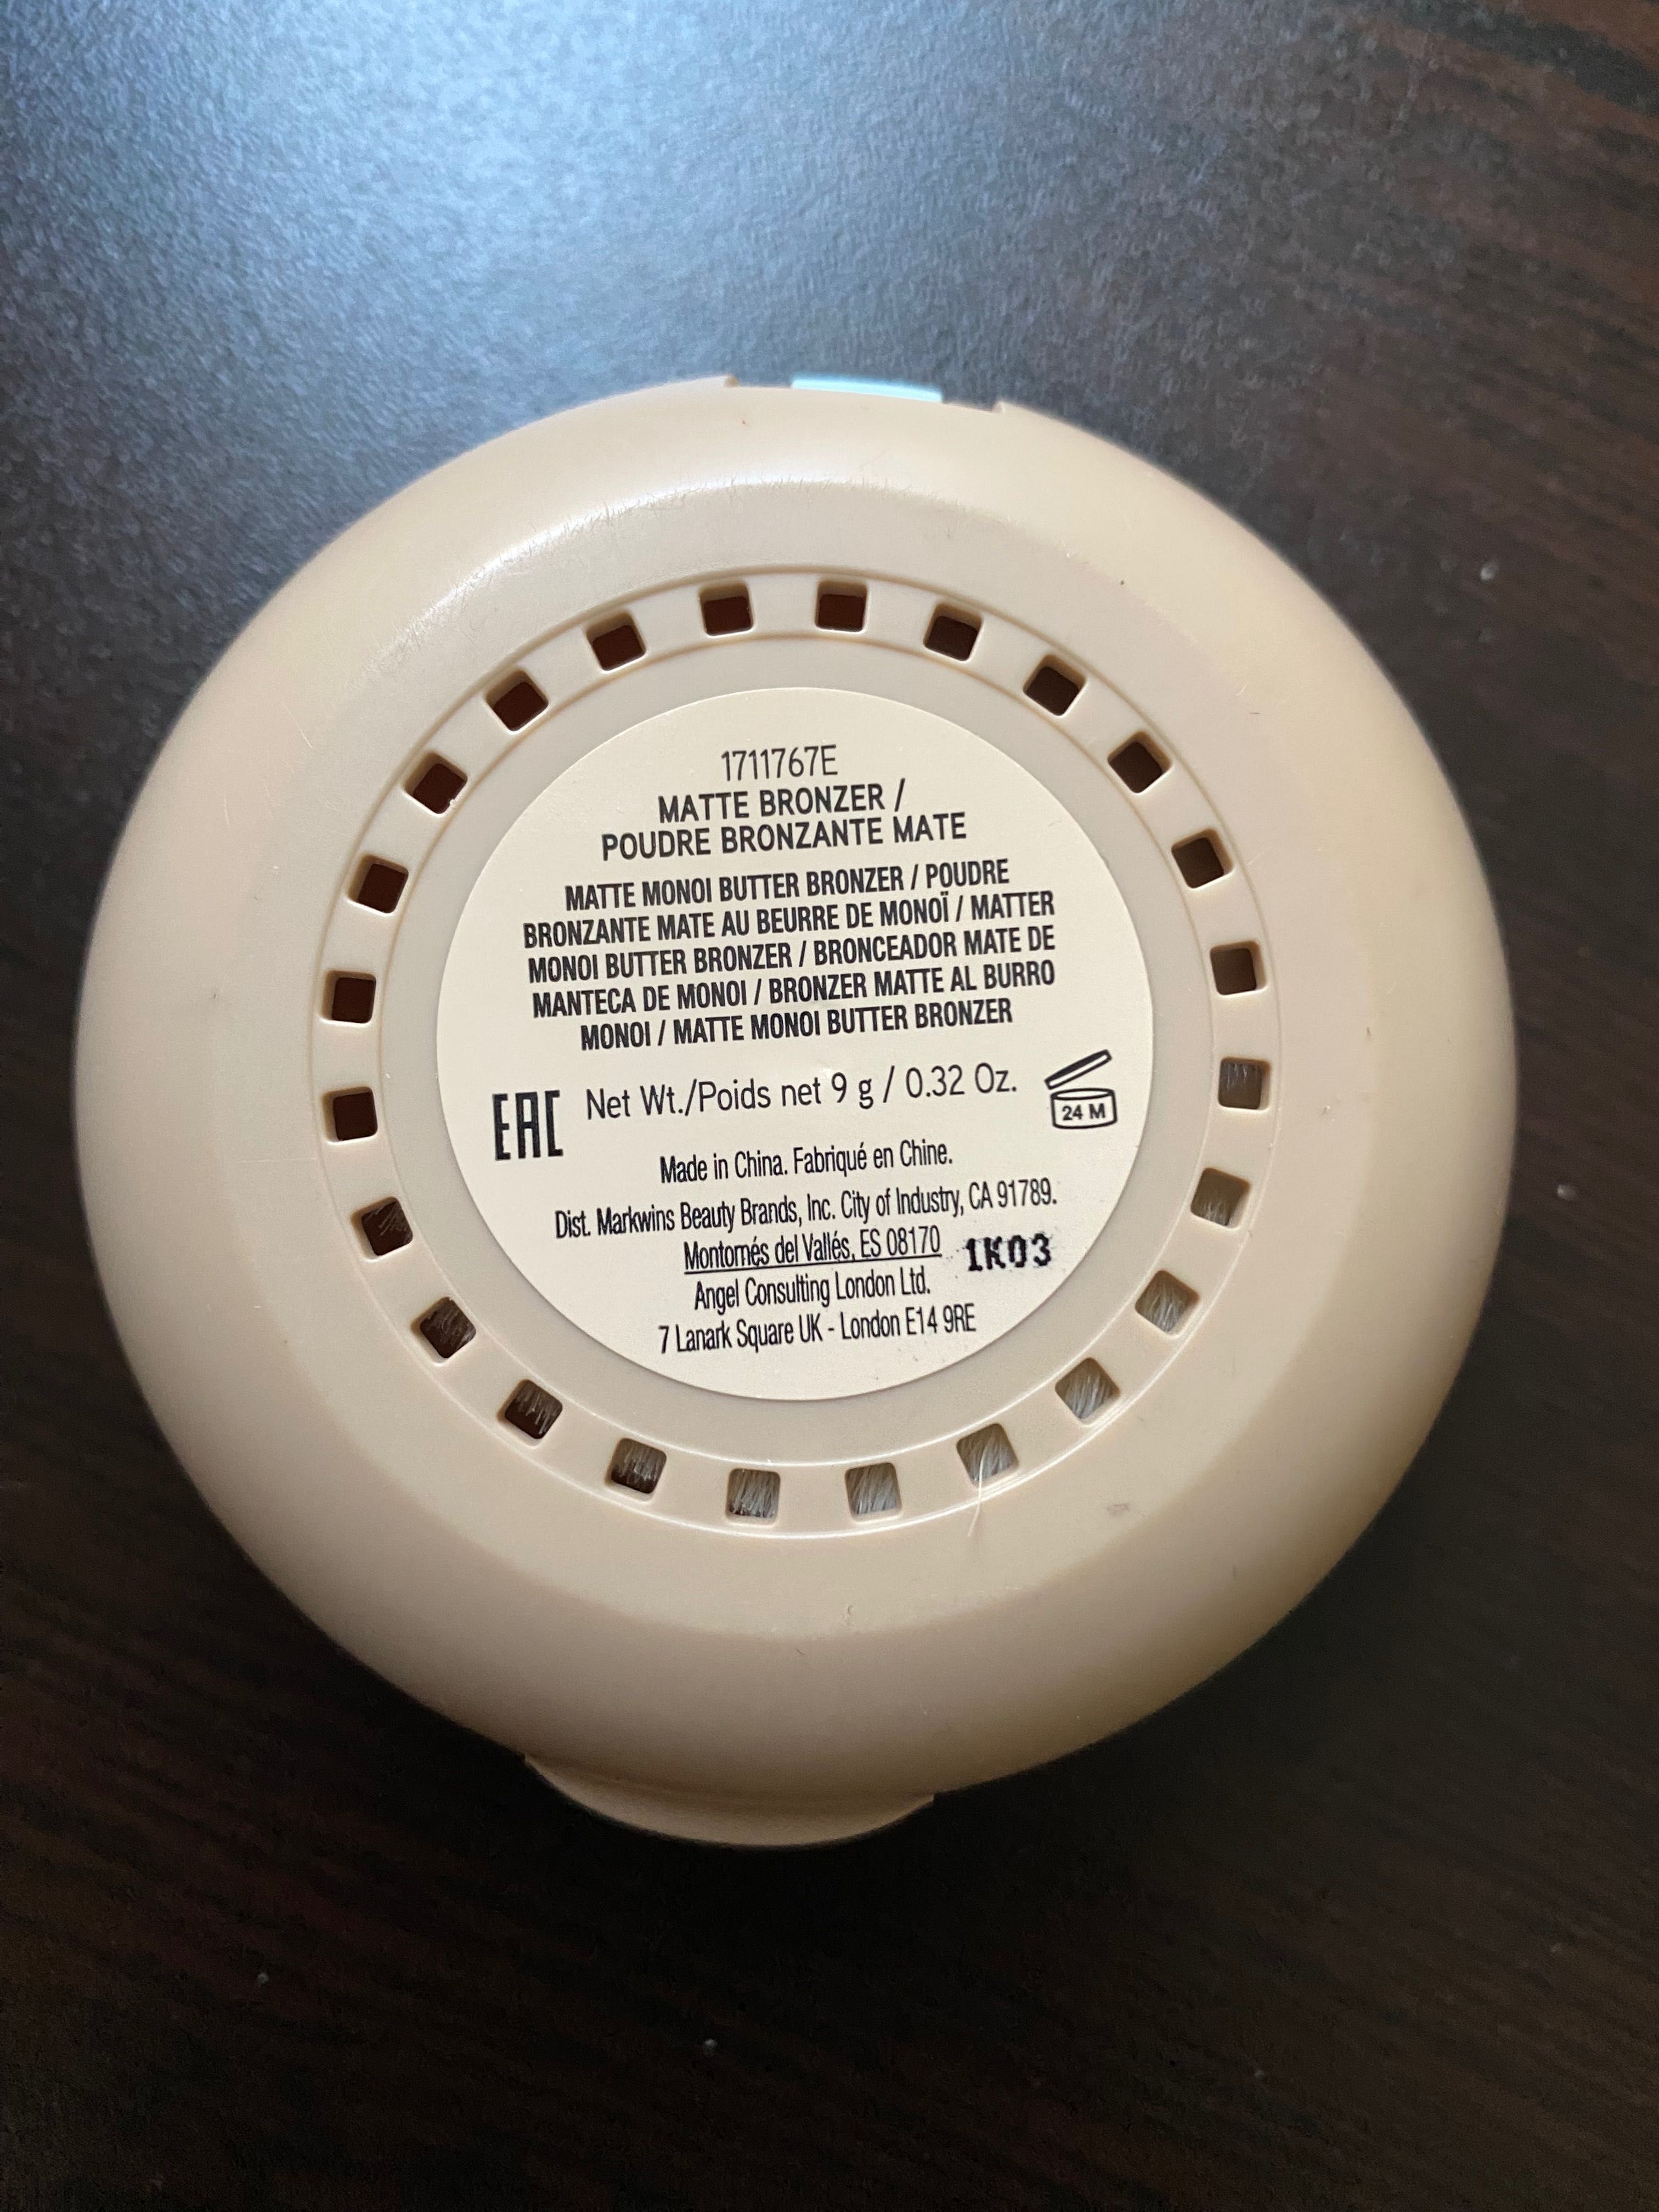 1711767E
MATTE BRONZER /
POUDRE BRONZANTE MATE
MATTE MONOI BUTTER BRONZER / POUDRE
BRONZANTE MATE AU BEURRE DE MONOÏ / MATTER
MONOI BUTTER BRONZER / BRONCEADOR MATE DE
MANTECA DE MONOI / BRONZER MATTE AL BURRO
MONOI / MATTE MONOI BUTTER BRONZER
EAC Net Wt./Poids net 9 g / 0.32 Oz. 24 M
Made in China. Fabriqué en Chine.
Dist. Markwins Beauty Brands, Inc. City of Industry, CA 91789.
Montornés del Vallés, ES 08170 1K03
Angel Consulting London Ltd.
7 Lanark Square UK - London E14 9RE